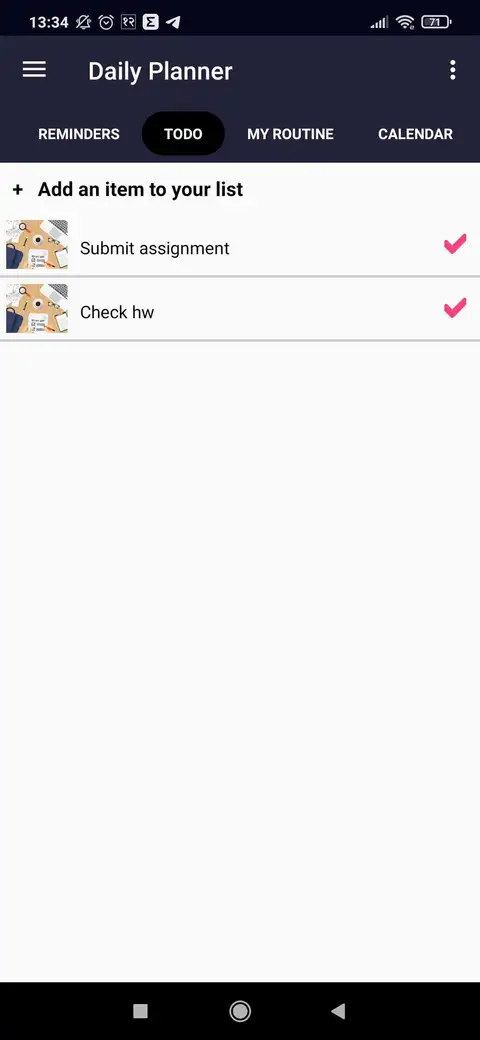 13:34 71
Daily Planner
REMINDERS TODO MY ROUTINE CALENDAR
+ Add an item to your list
Submit assignment
Check hw